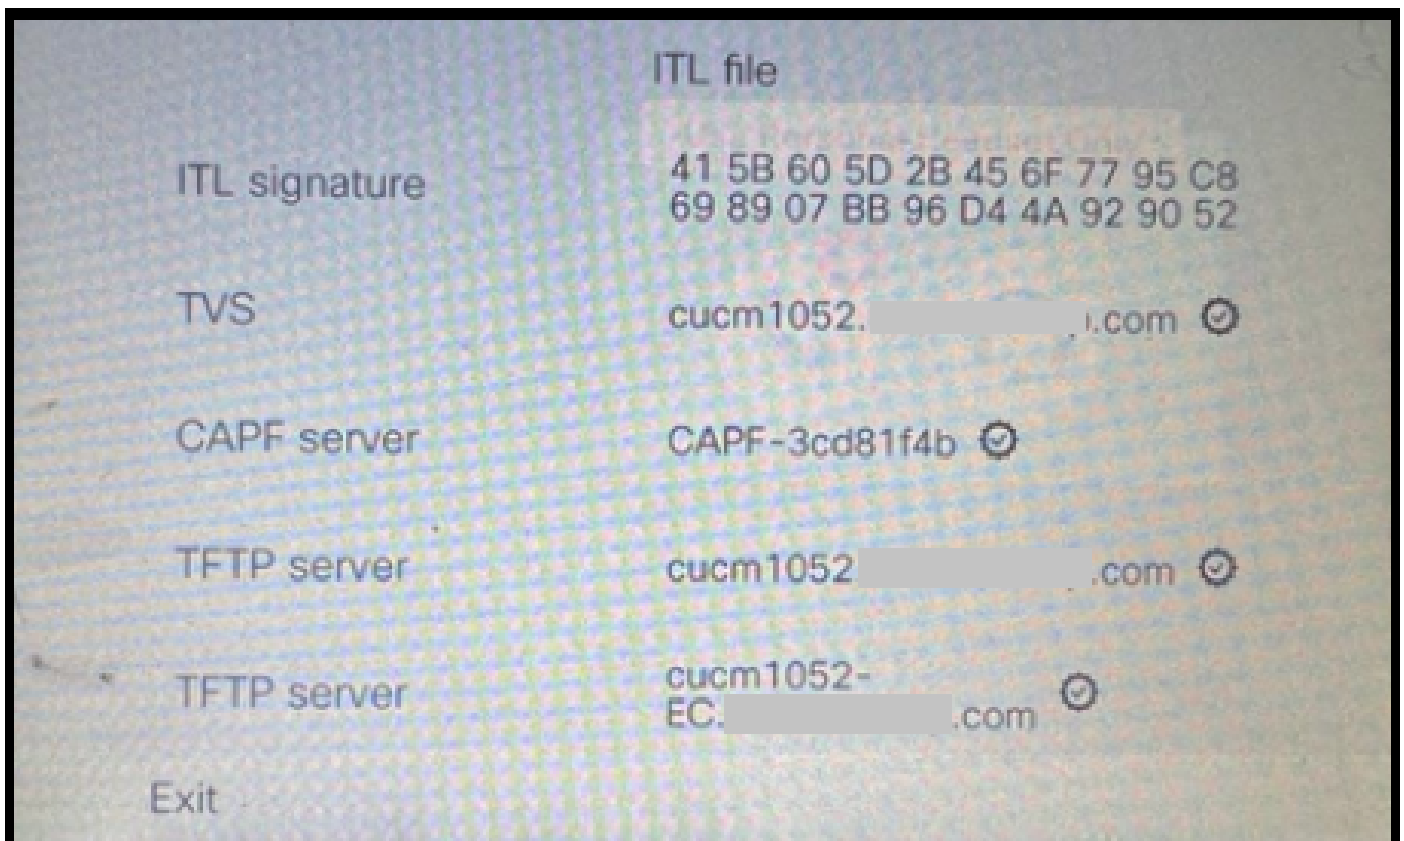 ITL file
ITL signature
41 5B 60 5D 2B 45 6F 77 95 C8
69 89 07 BB 96 D4 4A 92 90 52
TVS
cucm1052. .com
CAPF server
CAPF-3cd81f4b
TFTP server
cucm1052 .com
TFTP server
cucm1052-
EC. .com
Exit